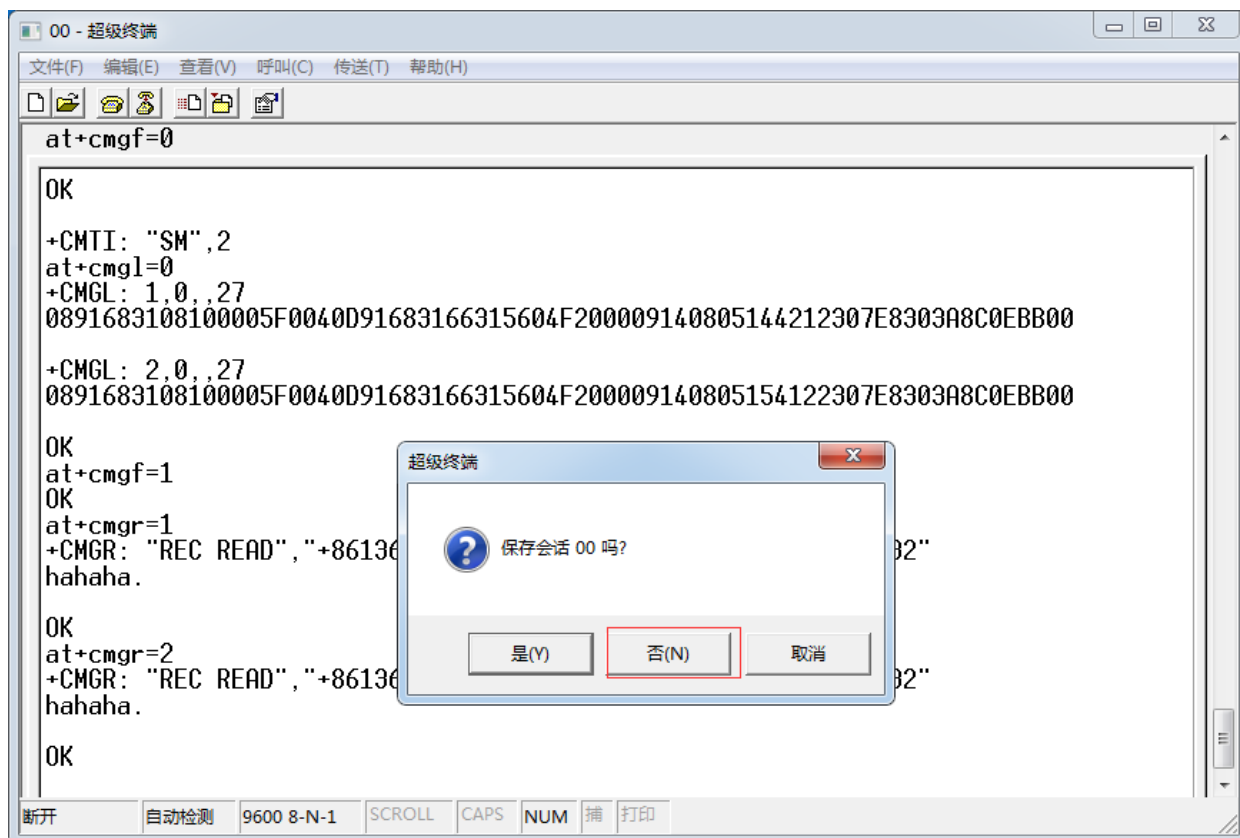 00 - 超级终端
文件(F) 编辑(E) 查看(V) 呼叫(C) 传送(T) 帮助(H)
at+cmgf=0
OK
+CMTI: "SM",2
at+cmgl=0
+CMGL: 1,0,,27
0891683108100005F0040D91683166315604F200009140805144212307E8303A8C0EBB00
+CMGL: 2,0,,27
0891683108100005F0040D91683166315604F200009140805154122307E8303A8C0EBB00
OK
at+cmgf=1
OK
at+cmgr=1
+CMGR: "REC READ","+86136
32"
hahaha.
OK
at+cmgr=2
+CMGR: "REC READ","+86136
32"
hahaha.
OK
超级终端
保存会话 00 吗?
是(Y) 否(N) 取消
断开 自动检测 9600 8-N-1 SCROLL CAPS NUM 捕 打印